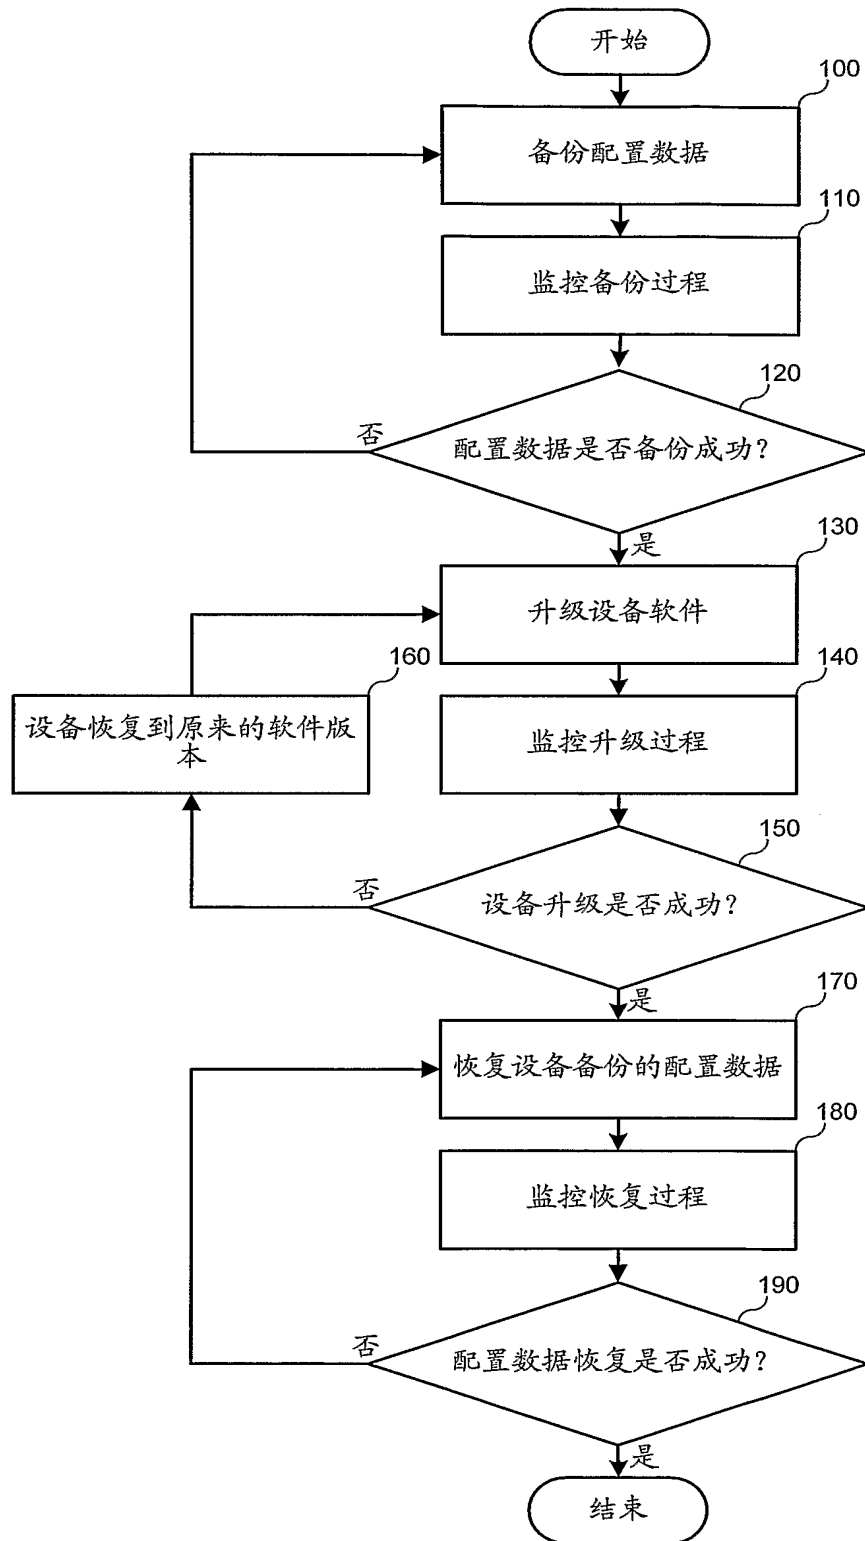 开始
100
备份配置数据
110
监控备份过程
120
否
配置数据是否备份成功？
是
130
升级设备软件
160
140
设备恢复到原来的软件版
本
监控升级过程
150
否
设备升级是否成功？
是
170
恢复设备备份的配置数据
180
监控恢复过程
190
否
配置数据恢复是否成功？
是
结束